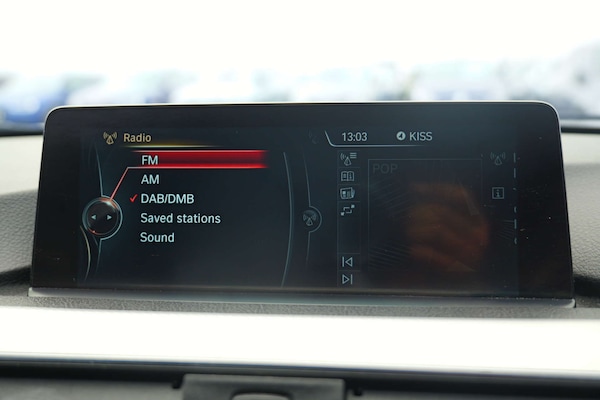 Radio
13:03 KISS
FM
AM
DAB/DMB
Saved stations
Sound
POP